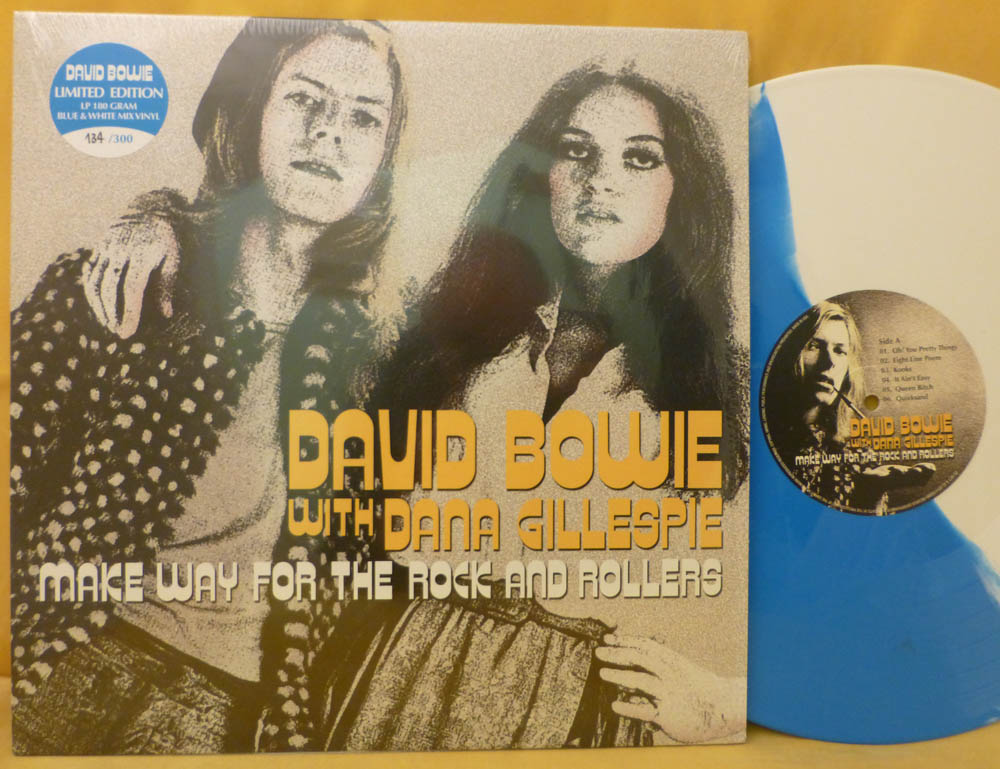 DAVID BOWIE
LIMITED EDITION
LP 180 GRAM
BLUE & WHITE MIX VINYL
134 /300
DAVID BOWIE
WITH DANA GILLESPIE
MAKE WAY FOR THE ROCK AND ROLLERS
Side A
01. Oh! You Pretty Things
02. Eight Line Poem
03. Kooks
04. It Ain't Easy
05. Queen Bitch
06. Quicksand
DAVID BOWIE
WITH DANA GILLESPIE
MAKE WAY FOR THE ROCK AND ROLLERS